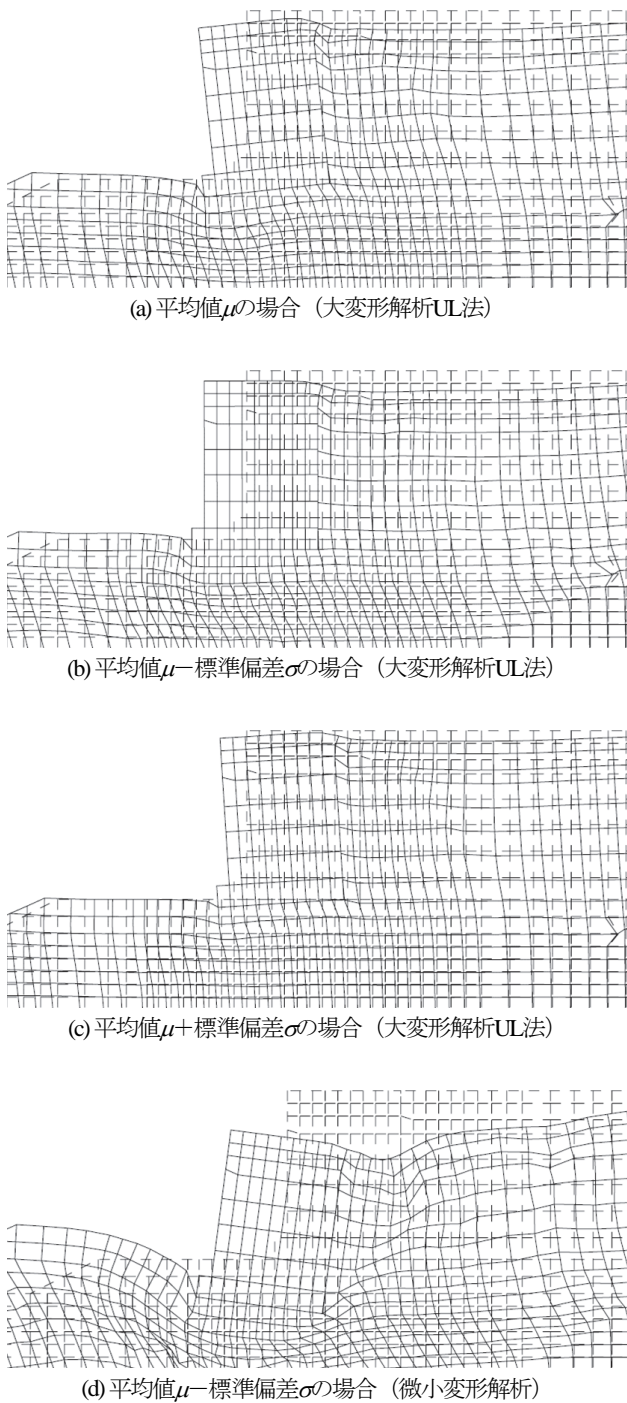 (a) 平均値μの場合（大変形解析UL法）
(b) 平均値μ－標準偏差σの場合（大変形解析UL法）
(c) 平均値μ＋標準偏差σの場合（大変形解析UL法）
(d) 平均値μ－標準偏差σの場合（微小変形解析）